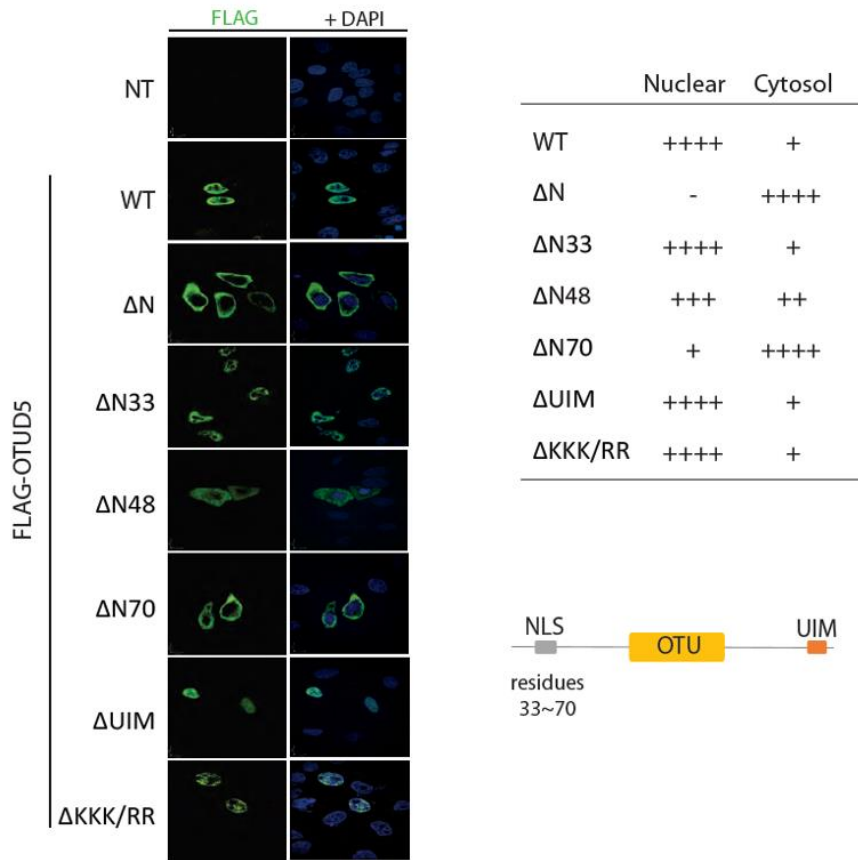 FLAG + DAPI
NT
WT
ΔN
ΔN33
ΔN48
ΔN70
ΔUIM
ΔKKK/RR
FLAG-OTUD5
Nuclear Cytosol
WT ++++ +
ΔN - ++++
ΔN33 ++++ +
ΔN48 +++ ++
ΔN70 + ++++
ΔUIM ++++ +
ΔKKK/RR ++++ +
NLS OTU UIM
residues
33~70